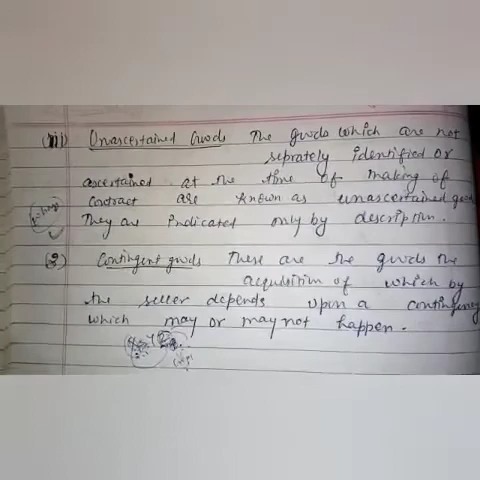 (iii) Unascertained Goods The goods which are not
seprately identified or
ascertained at the time of making of
contract are known as unascertained goods
They are indicated only by description.
(2) Contingent goods These are the goods the
acquisition of which by
the seller depends upon a contingency
which may or may not happen.